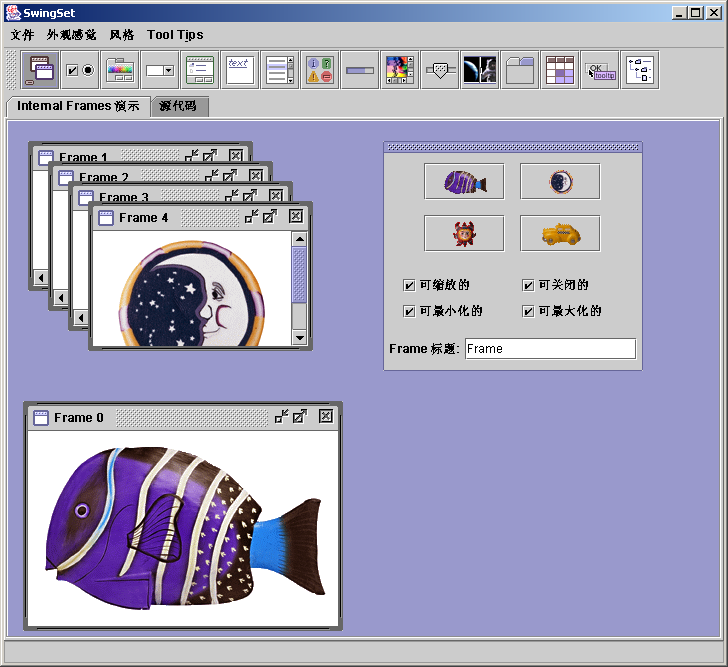 SwingSet
文件 外观感觉 风格 Tool Tips
text
OK
tooltip
Internal Frames 演示 源代码
Frame 1
Frame 2
Frame 3
Frame 4
可缩放的 可关闭的
可最小化的 可最大化的
Frame 标题: Frame
Frame 0